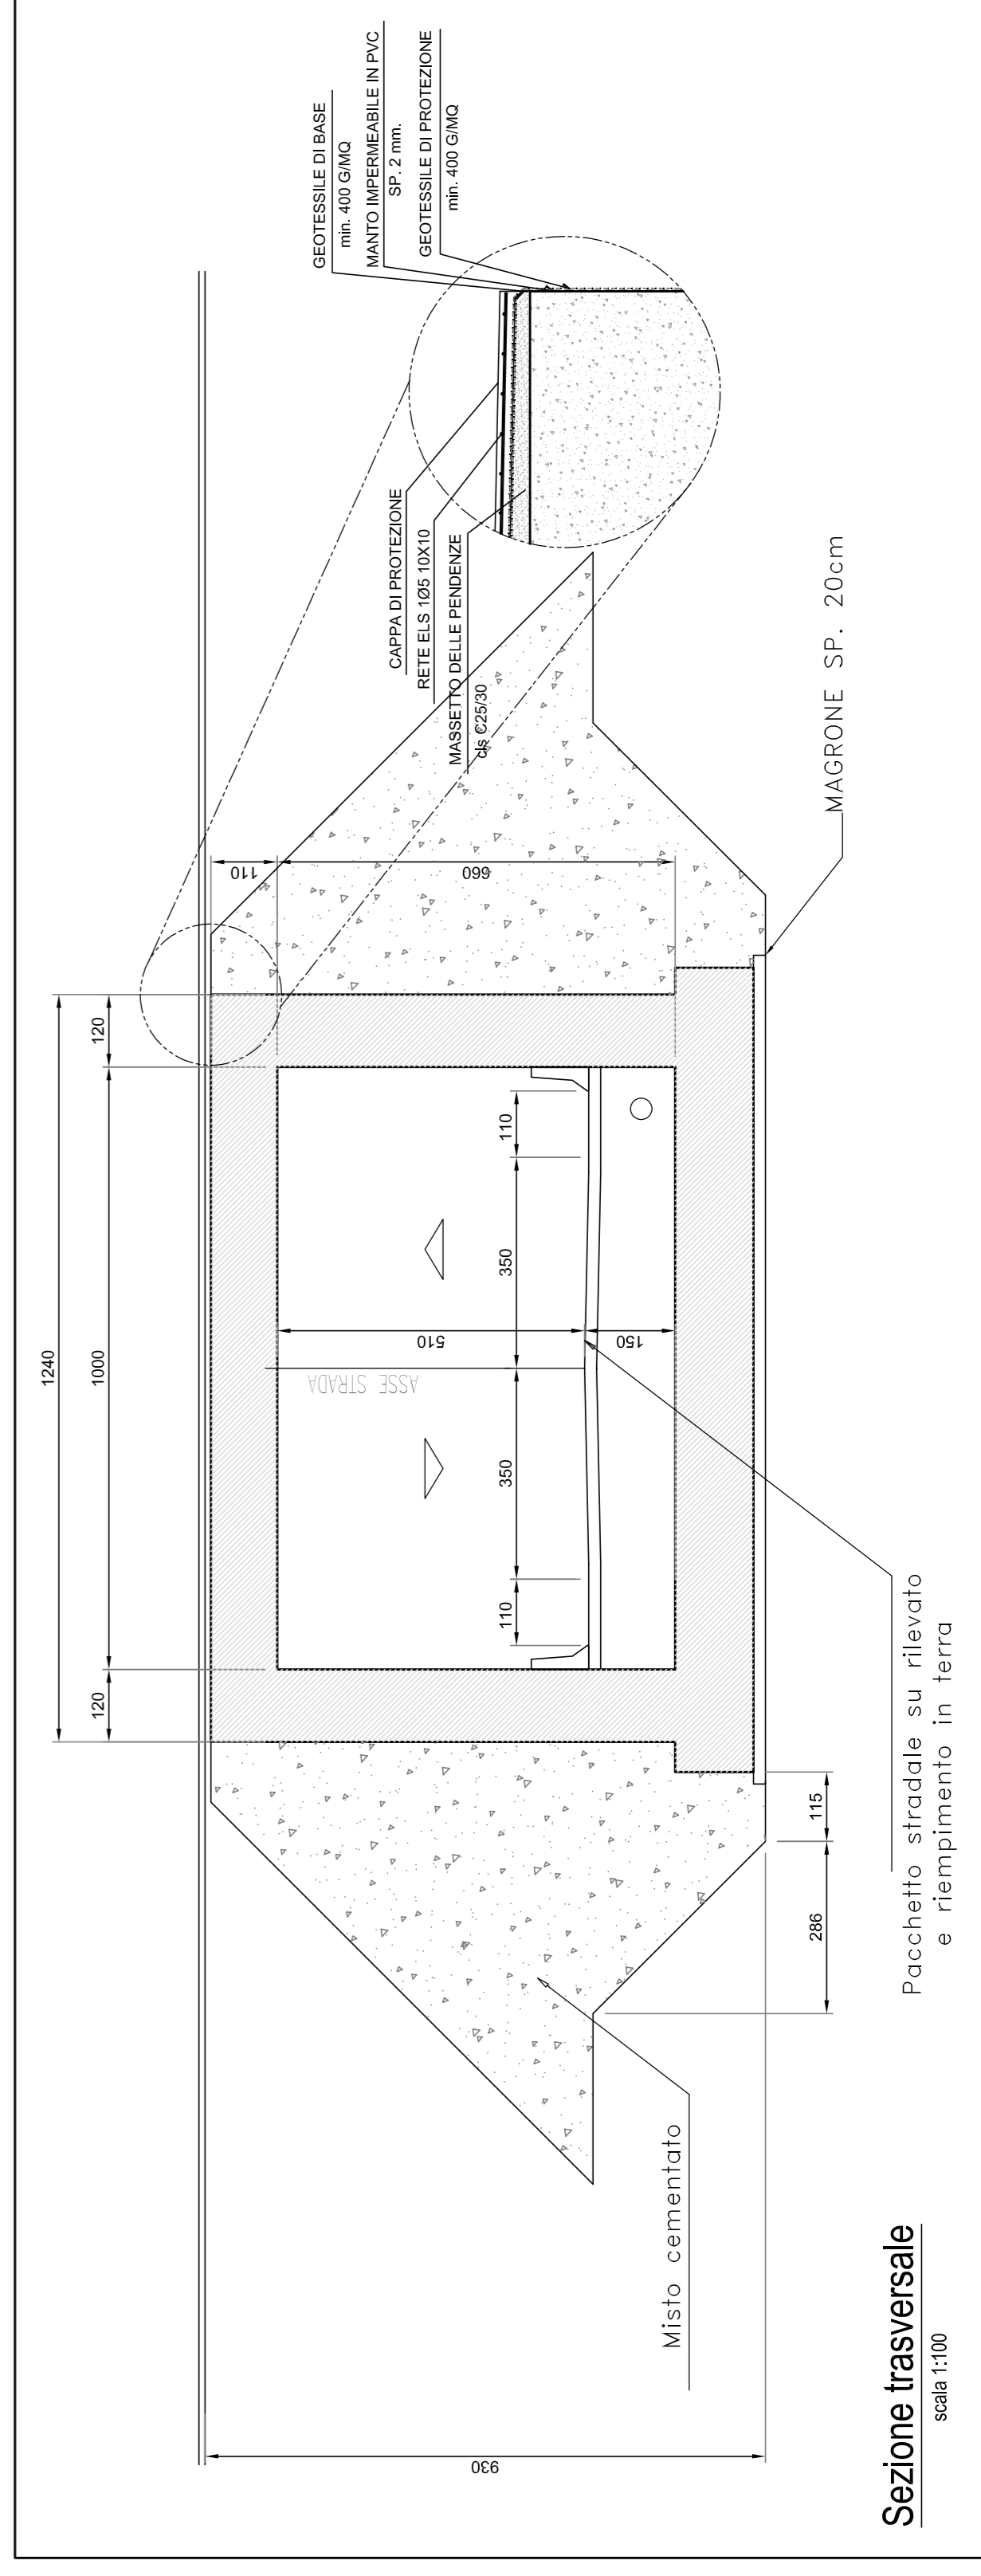 1240
120
1000
120
110
660
GEOTESSILE DI BASE
min. 400 G/MQ
MANTO IMPERMEABILE IN PVC
SP. 2 mm.
GEOTESSILE DI PROTEZIONE
min. 400 G/MQ
CAPPA DI PROTEZIONE
RETE ELS 1Ø5 10X10
MASSETTO DELLE PENDENZE
cls C25/30
ASSE STRADA
510
150
110
350
350
110
930
115
286
Misto cementato
MAGRONE SP. 20cm
Pacchetto stradale su rilevato
e riempimento in terra
Sezione trasversale
scala 1:100